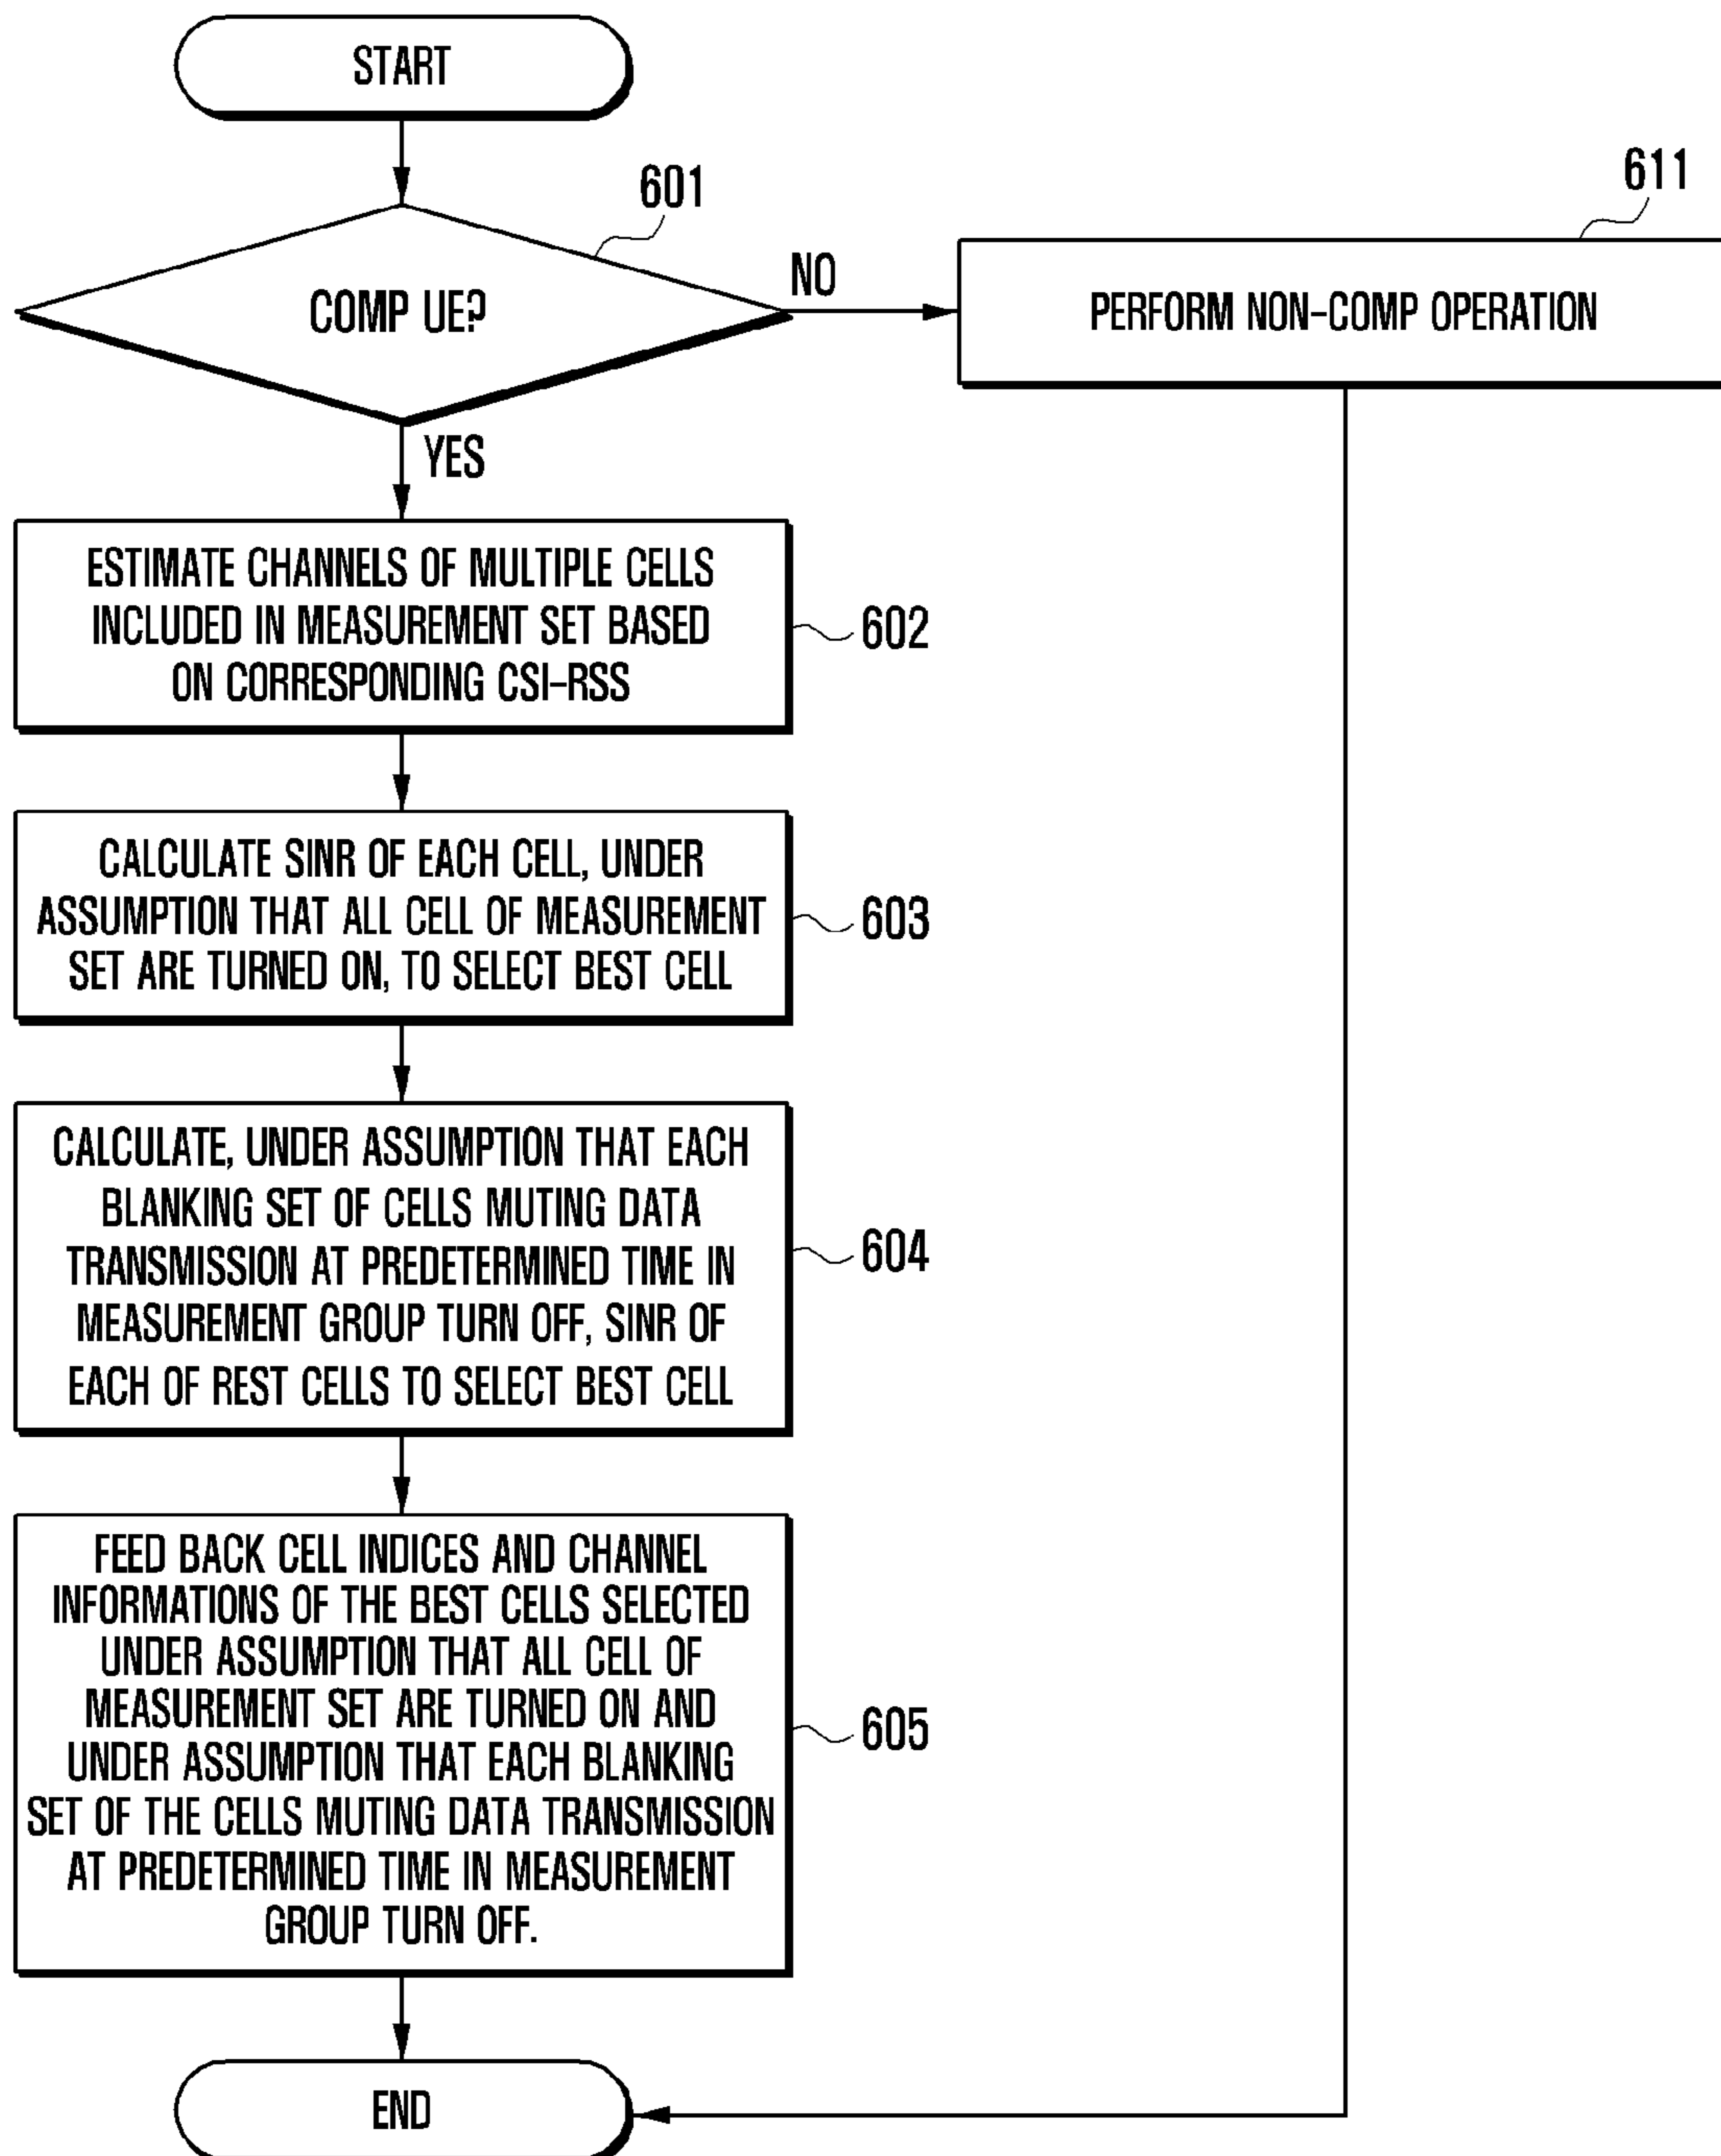 START
601
COMP UE?
NO
611
PERFORM NON-COMP OPERATION
YES
ESTIMATE CHANNELS OF MULTIPLE CELLS
INCLUDED IN MEASUREMENT SET BASED
ON CORRESPONDING CSI-RSS
602
CALCULATE SINR OF EACH CELL, UNDER
ASSUMPTION THAT ALL CELL OF MEASUREMENT
SET ARE TURNED ON, TO SELECT BEST CELL
603
CALCULATE, UNDER ASSUMPTION THAT EACH
BLANKING SET OF CELLS MUTING DATA
TRANSMISSION AT PREDETERMINED TIME IN
MEASUREMENT GROUP TURN OFF, SINR OF
EACH OF REST CELLS TO SELECT BEST CELL
604
FEED BACK CELL INDICES AND CHANNEL
INFORMATIONS OF THE BEST CELLS SELECTED
UNDER ASSUMPTION THAT ALL CELL OF
MEASUREMENT SET ARE TURNED ON AND
UNDER ASSUMPTION THAT EACH BLANKING
SET OF THE CELLS MUTING DATA TRANSMISSION
AT PREDETERMINED TIME IN MEASUREMENT
GROUP TURN OFF.
605
END